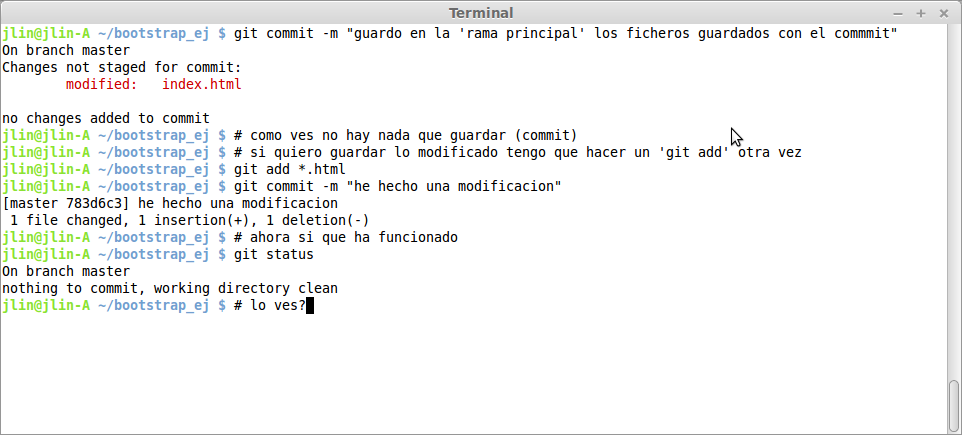 Terminal
jlin@jlin-A ~/bootstrap_ej $ git commit -m "guardo en la 'rama principal' los ficheros guardados con el commmit"
On branch master
Changes not staged for commit:
        modified:   index.html

no changes added to commit
jlin@jlin-A ~/bootstrap_ej $ # como ves no hay nada que guardar (commit)
jlin@jlin-A ~/bootstrap_ej $ # si quiero guardar lo modificado tengo que hacer un 'git add' otra vez
jlin@jlin-A ~/bootstrap_ej $ git add *.html
jlin@jlin-A ~/bootstrap_ej $ git commit -m "he hecho una modificacion"
[master 783d6c3] he hecho una modificacion
 1 file changed, 1 insertion(+), 1 deletion(-)
jlin@jlin-A ~/bootstrap_ej $ # ahora si que ha funcionado
jlin@jlin-A ~/bootstrap_ej $ git status
On branch master
nothing to commit, working directory clean
jlin@jlin-A ~/bootstrap_ej $ # lo ves?